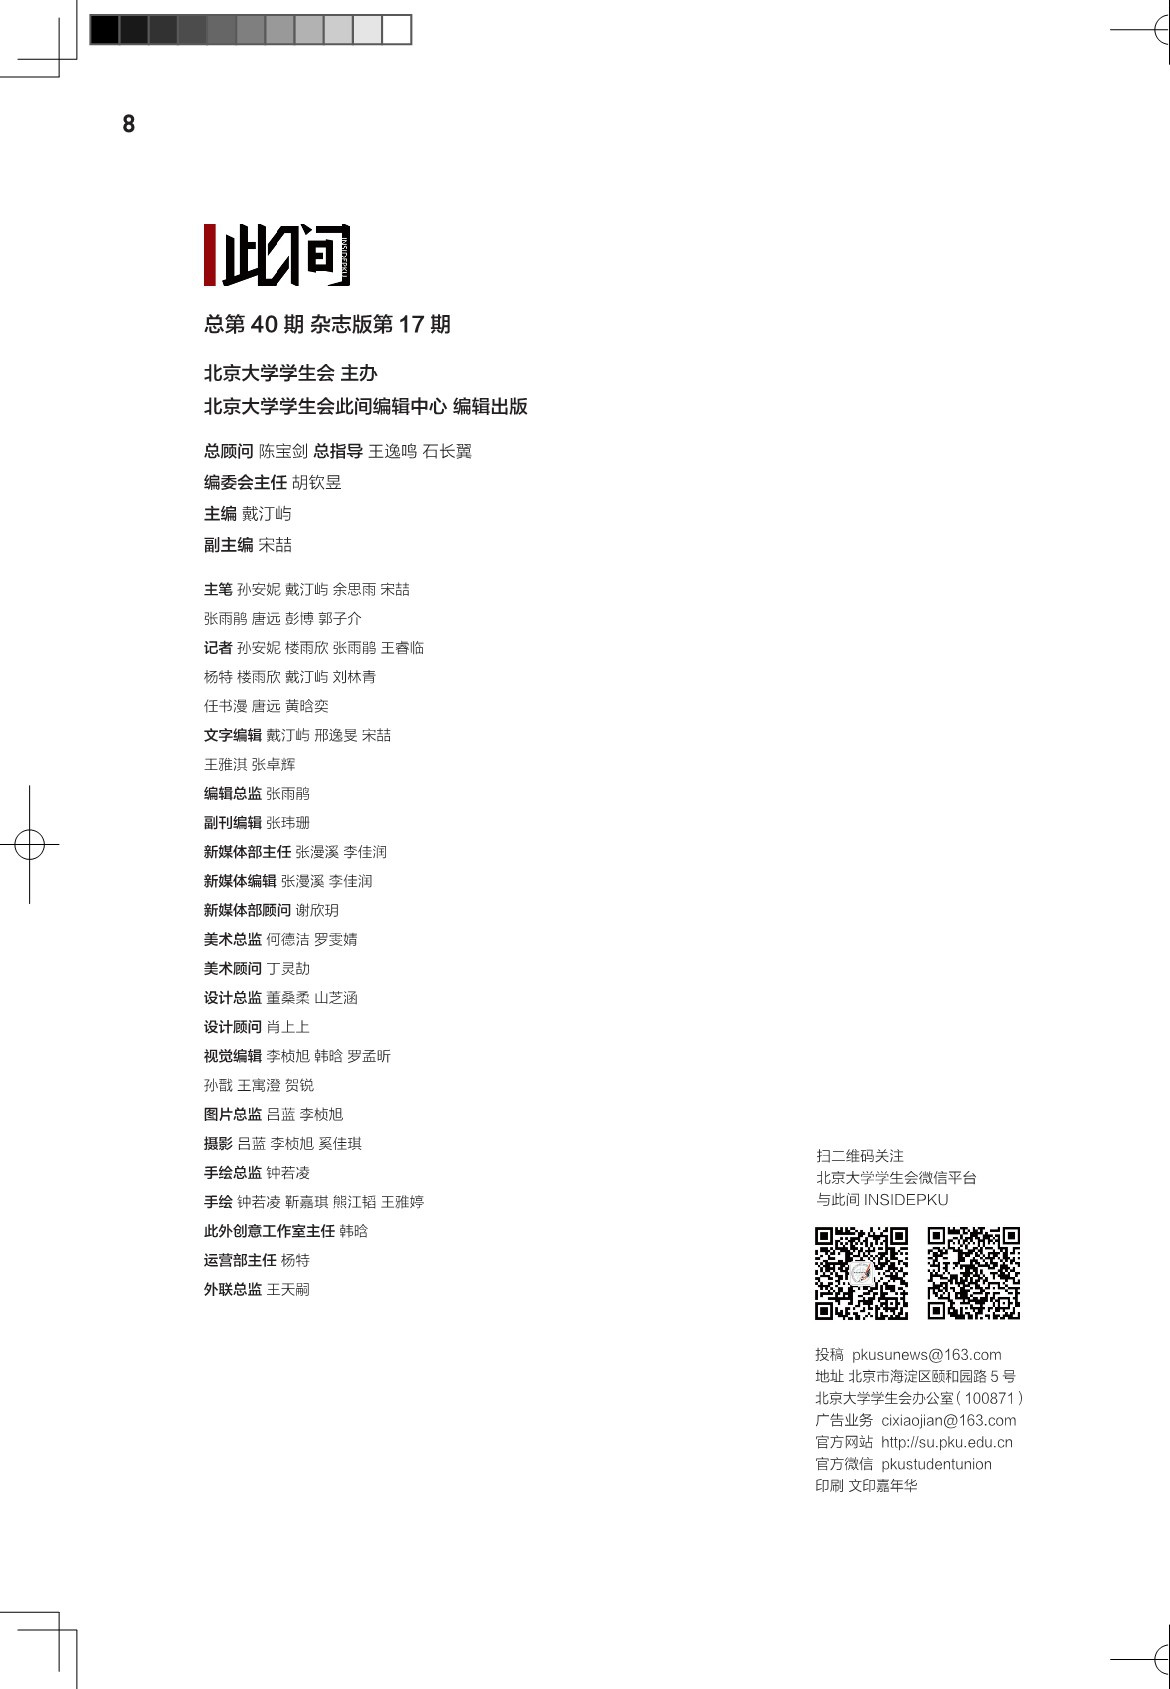 8
此间
INSIDEPKU
总第 40 期 杂志版第 17 期
北京大学学生会 主办
北京大学学生会此间编辑中心 编辑出版
总顾问 陈宝剑 总指导 王逸鸣 石长翼
编委会主任 胡钦昱
主编 戴汀屿
副主编 宋喆
主笔 孙安妮 戴汀屿 余思雨 宋喆
张雨鹃 唐远 彭博 郭子介
记者 孙安妮 楼雨欣 张雨鹃 王睿临
杨特 楼雨欣 戴汀屿 刘林青
任书漫 唐远 黄晗奕
文字编辑 戴汀屿 邢逸旻 宋喆
王雅淇 张卓辉
编辑总监 张雨鹃
副刊编辑 张玮珊
新媒体部主任 张漫溪 李佳润
新媒体编辑 张漫溪 李佳润
新媒体部顾问 谢欣玥
美术总监 何德洁 罗雯婧
美术顾问 丁灵劼
设计总监 董桑柔 山芝涵
设计顾问 肖上上
视觉编辑 李桢旭 韩晗 罗孟昕
孙戬 王寓澄 贺锐
图片总监 吕蓝 李桢旭
摄影 吕蓝 李桢旭 奚佳琪
手绘总监 钟若凌
手绘 钟若凌 靳嘉琪 熊江韬 王雅婷
此外创意工作室主任 韩晗
运营部主任 杨特
外联总监 王天嗣
扫二维码关注
北京大学学生会微信平台
与此间 INSIDEPKU
投稿 pkusunews@163.com
地址 北京市海淀区颐和园路 5 号
北京大学学生会办公室（100871）
广告业务 cixiaojian@163.com
官方网站 http://su.pku.edu.cn
官方微信 pkustudentunion
印刷 文印嘉年华